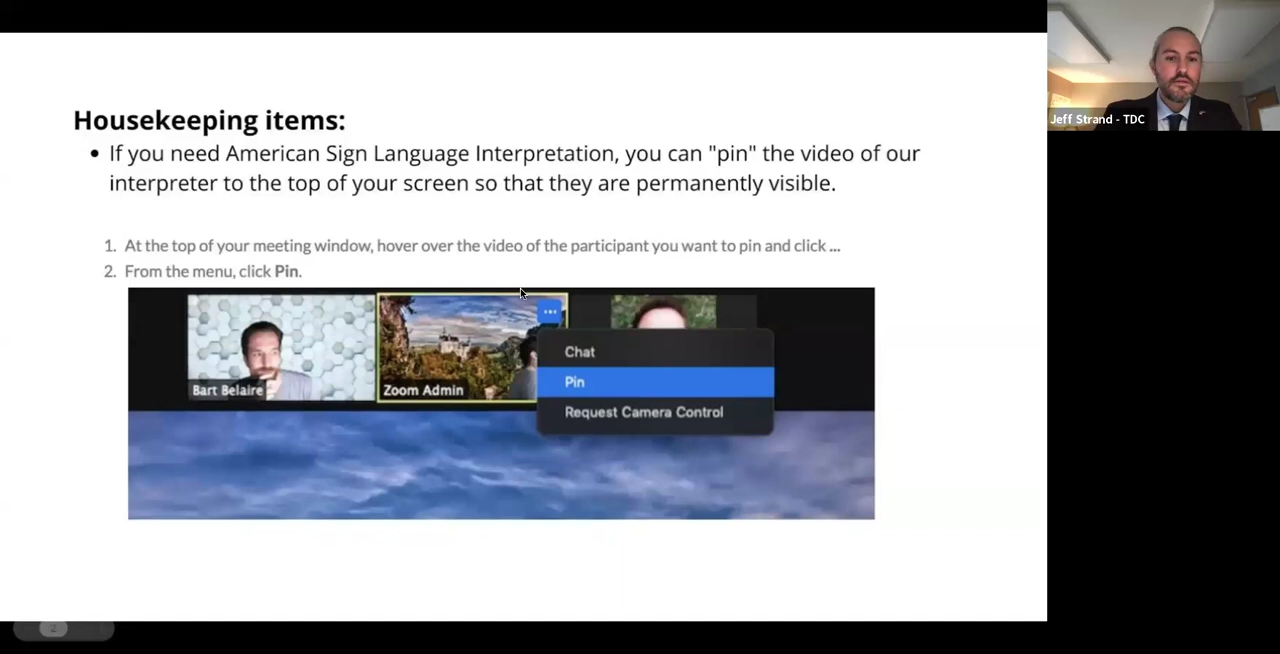 Housekeeping items:
• If you need American Sign Language Interpretation, you can "pin" the video of our
interpreter to the top of your screen so that they are permanently visible.
1. At the top of your meeting window, hover over the video of the participant you want to pin and click ...
2. From the menu, click Pin.
Bart Belaire
Zoom Admin
Chat
Pin
Request Camera Control
Jeff Strand - TDC
2